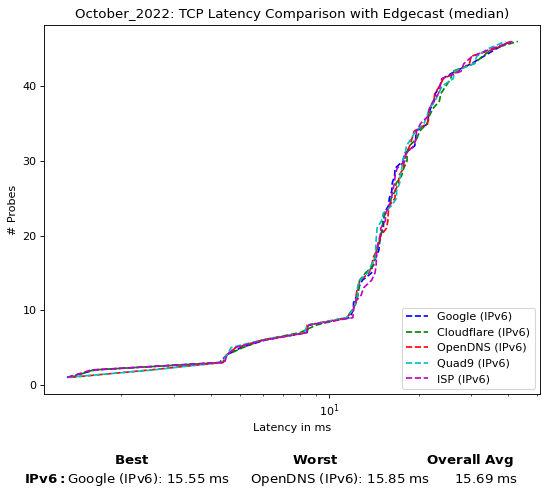 October_2022: TCP Latency Comparison with Edgecast (median)
# Probes
40
30
20
10
0
Google (IPv6)
Cloudflare (IPv6)
OpenDNS (IPv6)
Quad9 (IPv6)
ISP (IPv6)
10¹
Latency in ms
Best Worst Overall Avg
IPv6: Google (IPv6): 15.55 ms OpenDNS (IPv6): 15.85 ms 15.69 ms